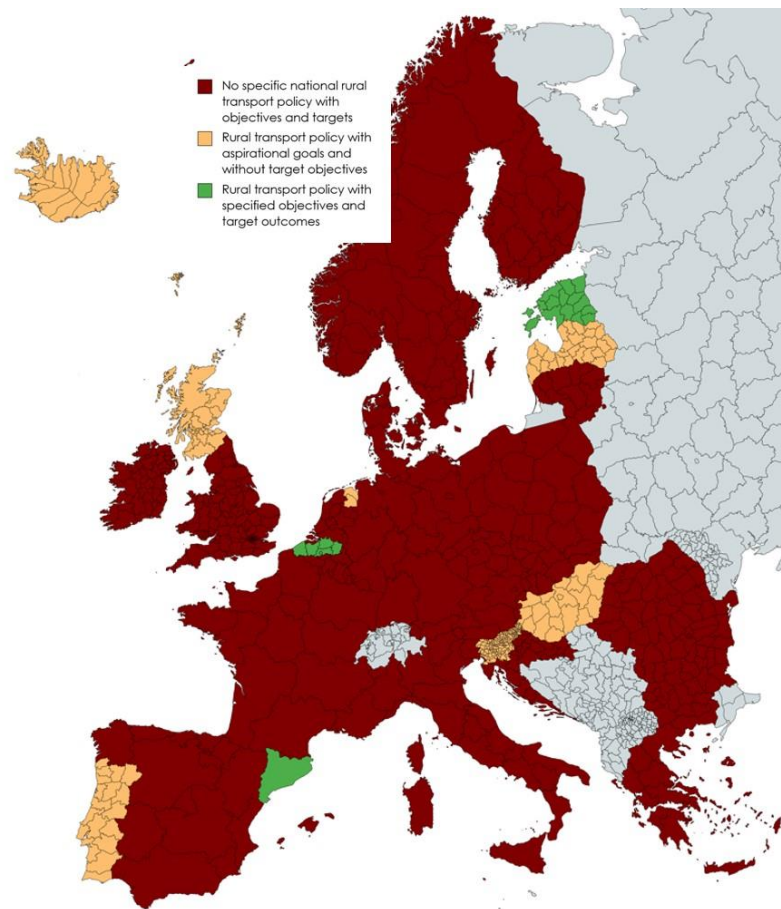 No specific national rural
transport policy with
objectives and targets
Rural transport policy with
aspirational goals and
without target objectives
Rural transport policy with
specified objectives and
target outcomes